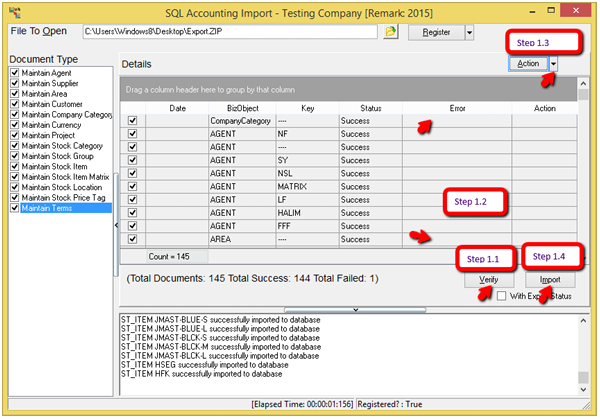 SQL Accounting Import - Testing Company [Remark: 2015]
File To Open C:\Users\Windows8\Desktop\Export.ZIP Register
Step 1.3
Document Type
Details
Action
Maintain Agent
Maintain Supplier
Maintain Area
Maintain Customer
Maintain Company Category
Maintain Currency
Maintain Project
Maintain Stock Category
Maintain Stock Group
Maintain Stock Item
Maintain Stock Item Matrix
Maintain Stock Location
Maintain Stock Price Tag
Maintain Terms
Drag a column header here to group by that column
Date BizObject Key Status Error Action
CompanyCategory ---- Success
AGENT NF Success
AGENT SY Success
AGENT NSL Success
AGENT MATRIX Success
AGENT LF Success
AGENT HALIM Success
AGENT FFF Success
AREA ---- Success
Step 1.2
Count = 145
Step 1.1
Step 1.4
(Total Documents: 145 Total Success: 144 Total Failed: 1)
Verify
Import
With Status
ST_ITEM JMAST-BLUE-S successfully imported to database
ST_ITEM JMAST-BLUE-L successfully imported to database
ST_ITEM JMAST-BLCK-S successfully imported to database
ST_ITEM JMAST-BLCK-M successfully imported to database
ST_ITEM JMAST-BLCK-L successfully imported to database
ST_ITEM HSEG successfully imported to database
ST_ITEM HFK successfully imported to database
[Elapsed Time: 00:00:01:156] Registered? : True